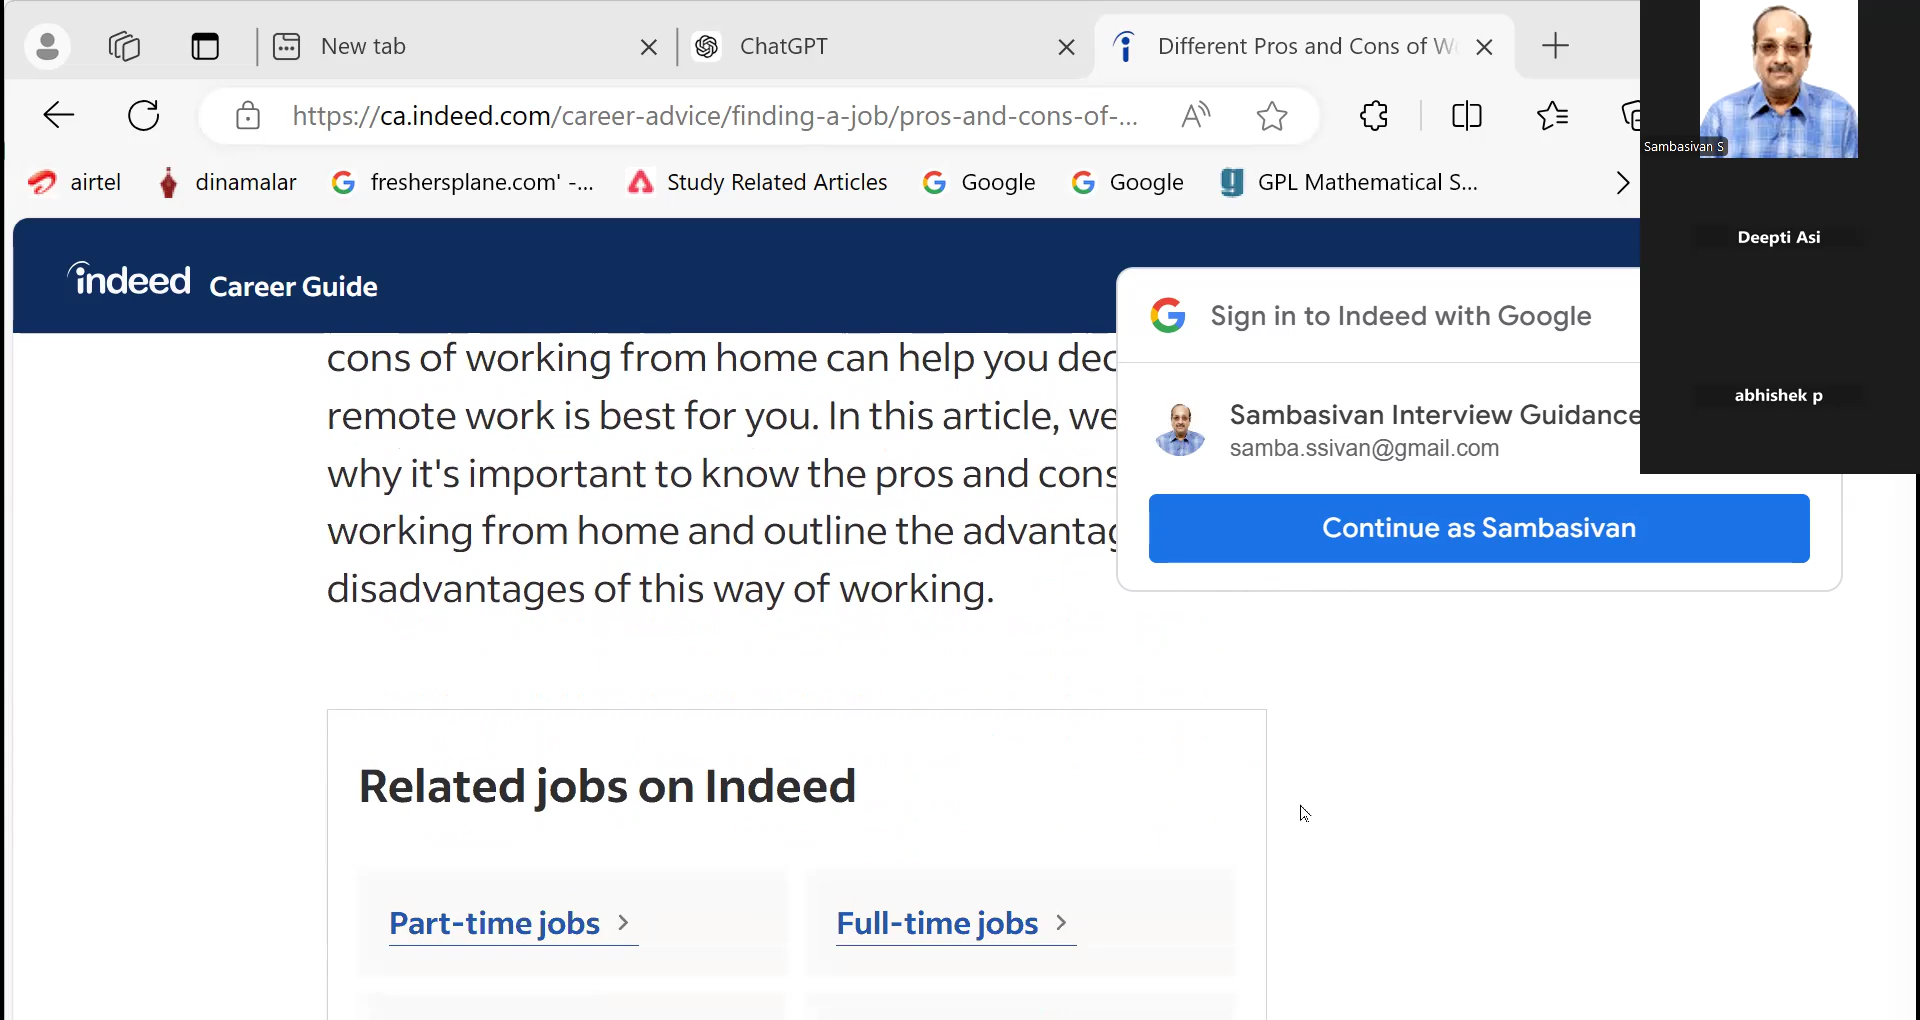 New tab
ChatGPT
Different Pros and Cons of W
https://ca.indeed.com/career-advice/finding-a-job/pros-and-cons-of-...
airtel
dinamalar
freshersplane.com' -...
Study Related Articles
Google
Google
GPL Mathematical S...
Sambasivan S
Deepti Asi
abhishek p
indeed Career Guide
Sign in to Indeed with Google
Sambasivan Interview Guidance
samba.ssivan@gmail.com
Continue as Sambasivan
cons of working from home can help you dec
remote work is best for you. In this article, we
why it's important to know the pros and cons
working from home and outline the advantag
disadvantages of this way of working.
Related jobs on Indeed
Part-time jobs
Full-time jobs